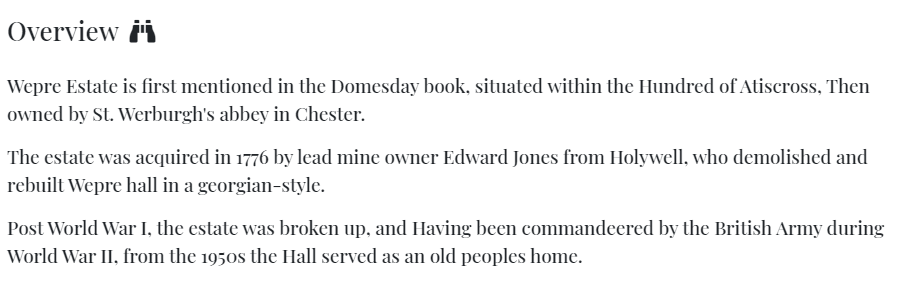 Overview
Wepre Estate is first mentioned in the Domesday book, situated within the Hundred of Atiscross, Then
owned by St. Werburgh's abbey in Chester.
The estate was acquired in 1776 by lead mine owner Edward Jones from Holywell, who demolished and
rebuilt Wepre hall in a georgian-style.
Post World War I, the estate was broken up, and Having been commandeered by the British Army during
World War II, from the 1950s the Hall served as an old peoples home.